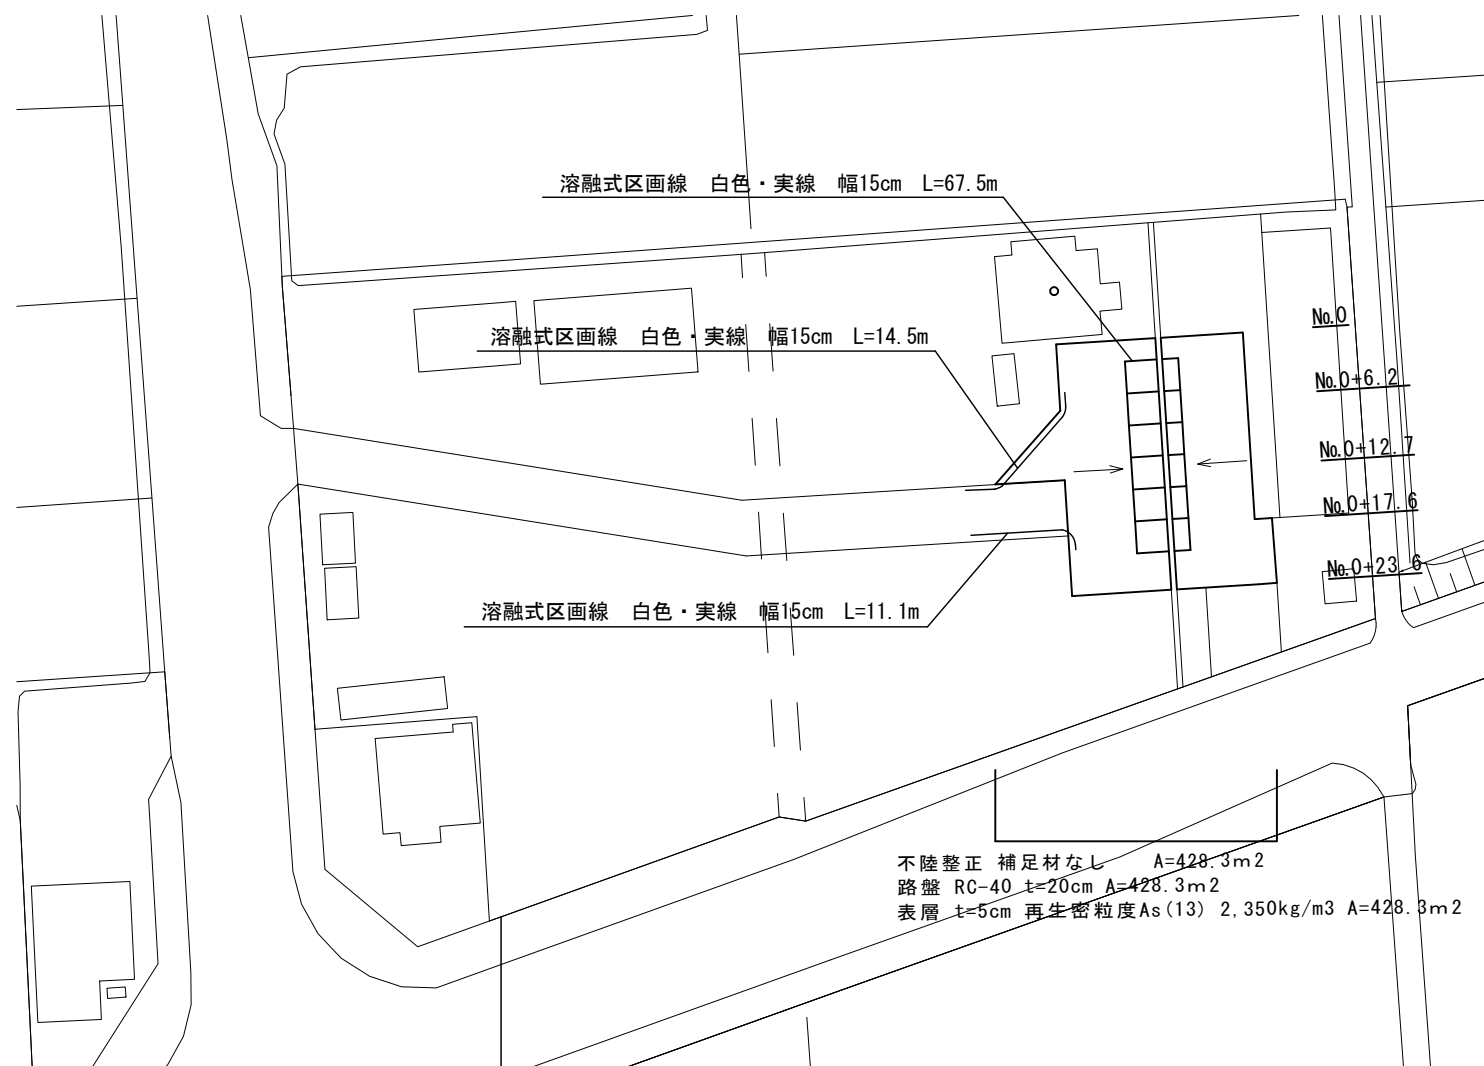 溶融式区画線　白色・実線　幅15cm　L=67.5m
No.0
溶融式区画線　白色・実線　幅15cm　L=14.5m
No.0+6.2
No.0+12.7
No.0+17.6
No.0+23.6
溶融式区画線　白色・実線　幅15cm　L=11.1m
不陸整正 補足材なし　　A=428.3m2
路盤 RC-40 t=20cm A=428.3m2
表層 t=5cm 再生密粒度As(13) 2,350kg/m3 A=428.3m2